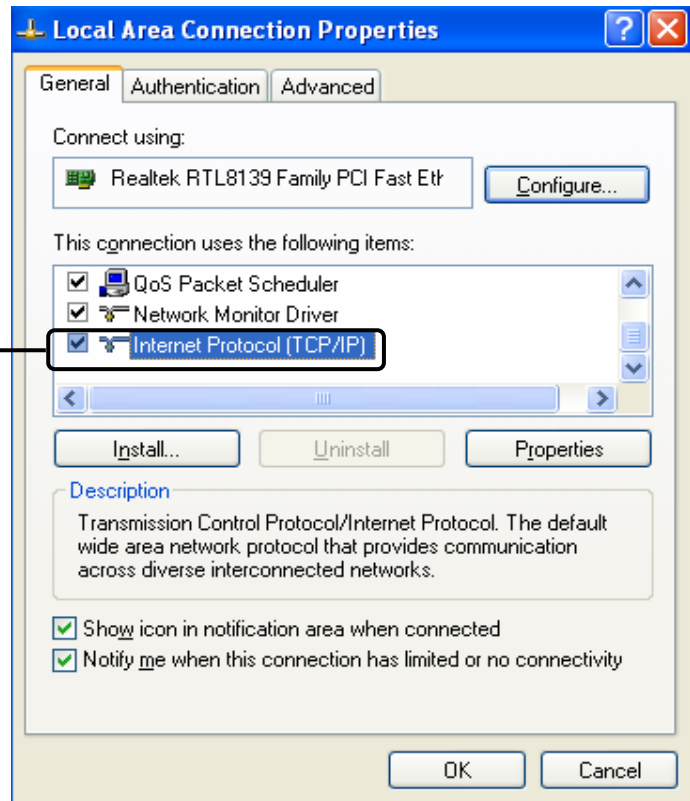 Local Area Connection Properties
General Authentication Advanced
Connect using:
Realtek RTL8139 Family PCI Fast Eth
Configure...
This connection uses the following items:
QoS Packet Scheduler
Network Monitor Driver
Internet Protocol (TCP/IP)
Install... Uninstall Properties
Description
Transmission Control Protocol/Internet Protocol. The default
wide area network protocol that provides communication
across diverse interconnected networks.
Show icon in notification area when connected
Notify me when this connection has limited or no connectivity
OK Cancel